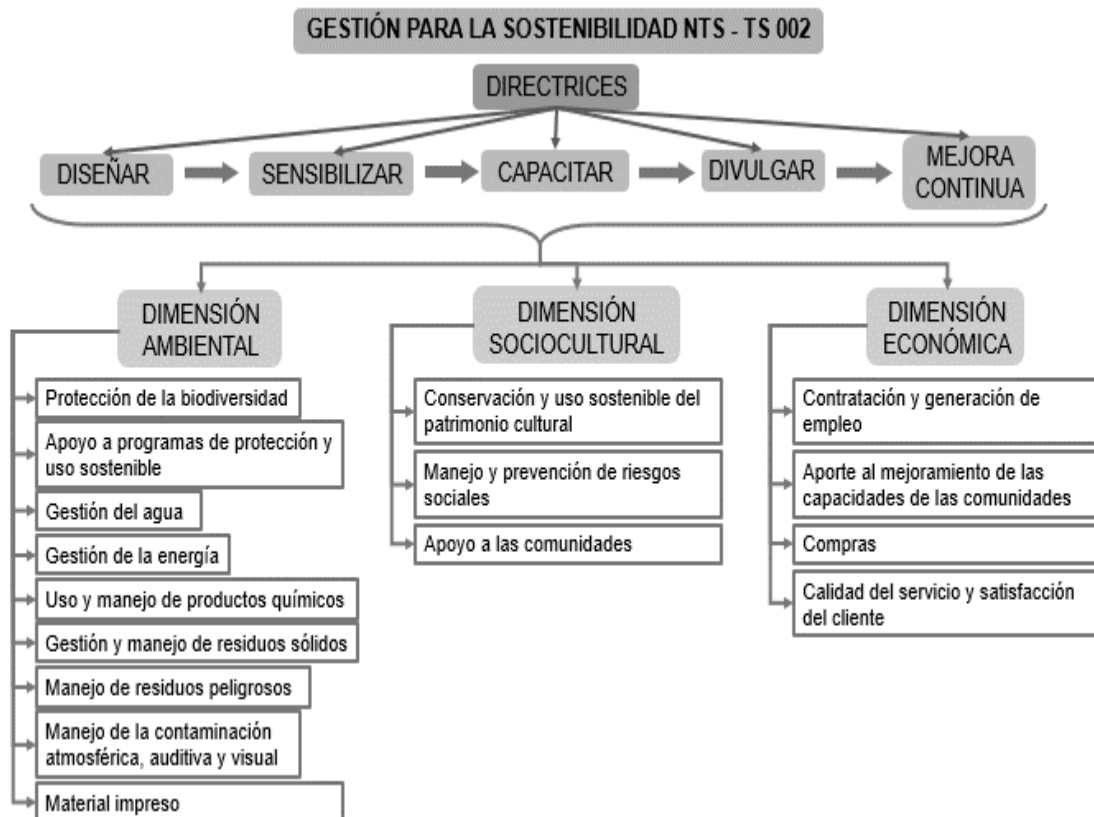 GESTIÓN PARA LA SOSTENIBILIDAD NTS - TS 002
DIRECTRICES
DISEÑAR
SENSIBILIZAR
CAPACITAR
DIVULGAR
MEJORA
CONTINUA
DIMENSIÓN
AMBIENTAL
Protección de la biodiversidad
Apoyo a programas de protección y
uso sostenible
Gestión del agua
Gestión de la energía
Uso y manejo de productos químicos
Gestión y manejo de residuos sólidos
Manejo de residuos peligrosos
Manejo de la contaminación
atmosférica, auditiva y visual
Material impreso
DIMENSIÓN
SOCIOCULTURAL
Conservación y uso sostenible del
patrimonio cultural
Manejo y prevención de riesgos
sociales
Apoyo a las comunidades
DIMENSIÓN
ECONÓMICA
Contratación y generación de
empleo
Aporte al mejoramiento de las
capacidades de las comunidades
Compras
Calidad del servicio y satisfacción
del cliente